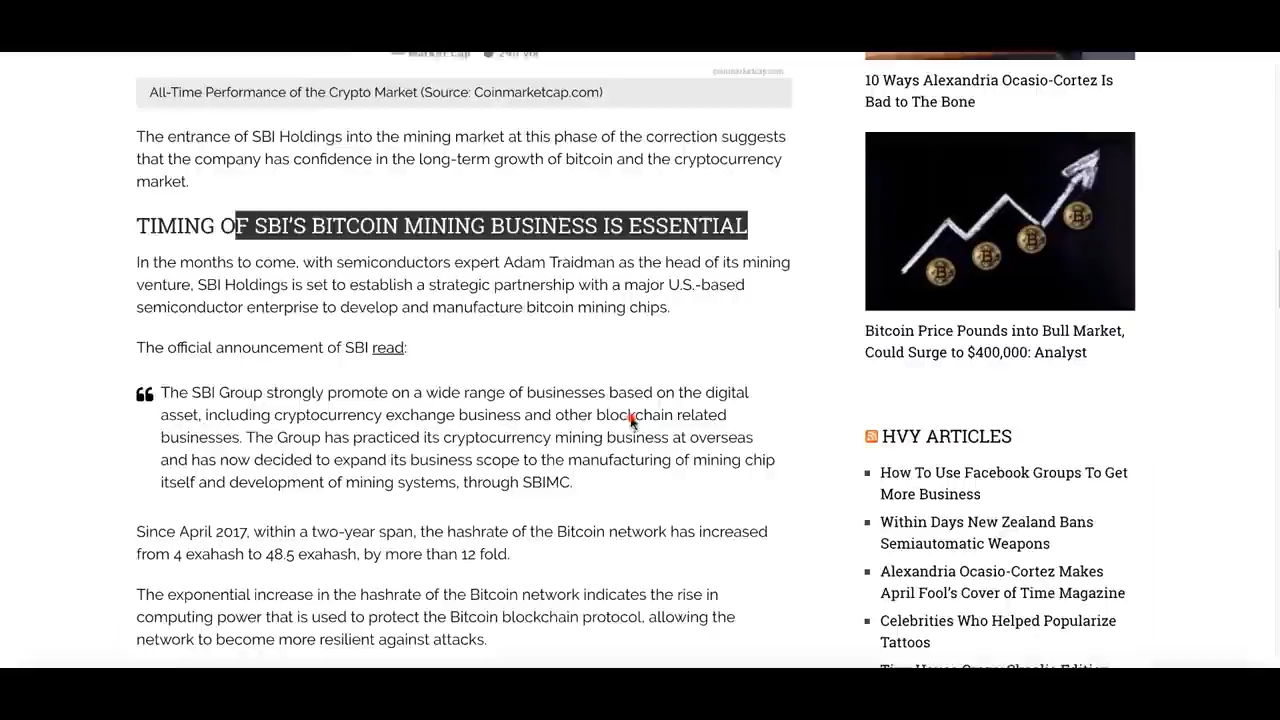 coinmarketcap.com
All-Time Performance of the Crypto Market (Source: Coinmarketcap.com)
The entrance of SBI Holdings into the mining market at this phase of the correction suggests
that the company has confidence in the long-term growth of bitcoin and the cryptocurrency
market.
TIMING OF SBI'S BITCOIN MINING BUSINESS IS ESSENTIAL
In the months to come, with semiconductors expert Adam Traidman as the head of its mining
venture, SBI Holdings is set to establish a strategic partnership with a major U.S.-based
semiconductor enterprise to develop and manufacture bitcoin mining chips.
The official announcement of SBI read:
The SBI Group strongly promote on a wide range of businesses based on the digital
asset, including cryptocurrency exchange business and other blockchain related
businesses. The Group has practiced its cryptocurrency mining business at overseas
and has now decided to expand its business scope to the manufacturing of mining chip
itself and development of mining systems, through SBIMC.
Since April 2017, within a two-year span, the hashrate of the Bitcoin network has increased
from 4 exahash to 48.5 exahash, by more than 12 fold.
The exponential increase in the hashrate of the Bitcoin network indicates the rise in
computing power that is used to protect the Bitcoin blockchain protocol, allowing the
network to become more resilient against attacks.
10 Ways Alexandria Ocasio-Cortez Is
Bad to The Bone
Bitcoin Price Pounds into Bull Market,
Could Surge to $400,000: Analyst
HVY ARTICLES
How To Use Facebook Groups To Get
More Business
Within Days New Zealand Bans
Semiautomatic Weapons
Alexandria Ocasio-Cortez Makes
April Fool's Cover of Time Magazine
Celebrities Who Helped Popularize
Tattoos